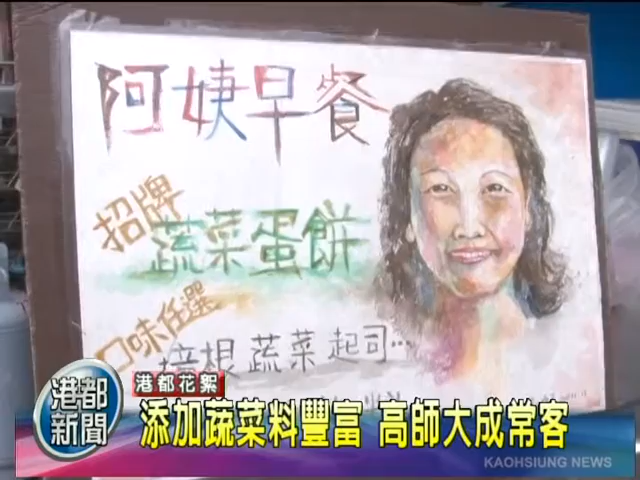 阿姨早餐
招牌
蔬菜蛋餅
口味任選
培根 蔬菜 起司…
港都新聞
港都花絮
添加蔬菜料豐富 高師大成常客
KAOHSIUNG NEWS